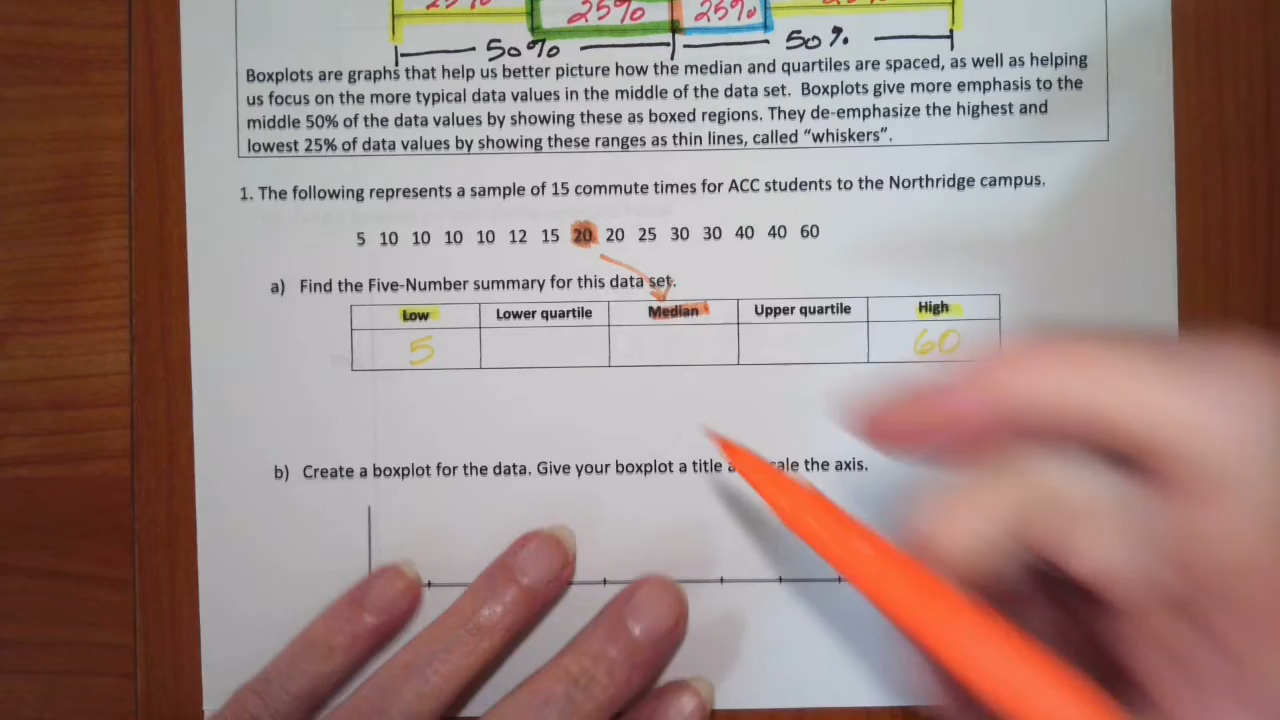 25% 25%
50% 50%
Boxplots are graphs that help us better picture how the median and quartiles are spaced, as well as helping
us focus on the more typical data values in the middle of the data set. Boxplots give more emphasis to the
middle 50% of the data values by showing these as boxed regions. They de-emphasize the highest and
lowest 25% of data values by showing these ranges as thin lines, called “whiskers”.
1. The following represents a sample of 15 commute times for ACC students to the Northridge campus.
5 10 10 10 10 12 15 20 20 25 30 30 40 40 60
a) Find the Five-Number summary for this data set.
Low Lower quartile Median Upper quartile High
5 60
b) Create a boxplot for the data. Give your boxplot a title the axis.